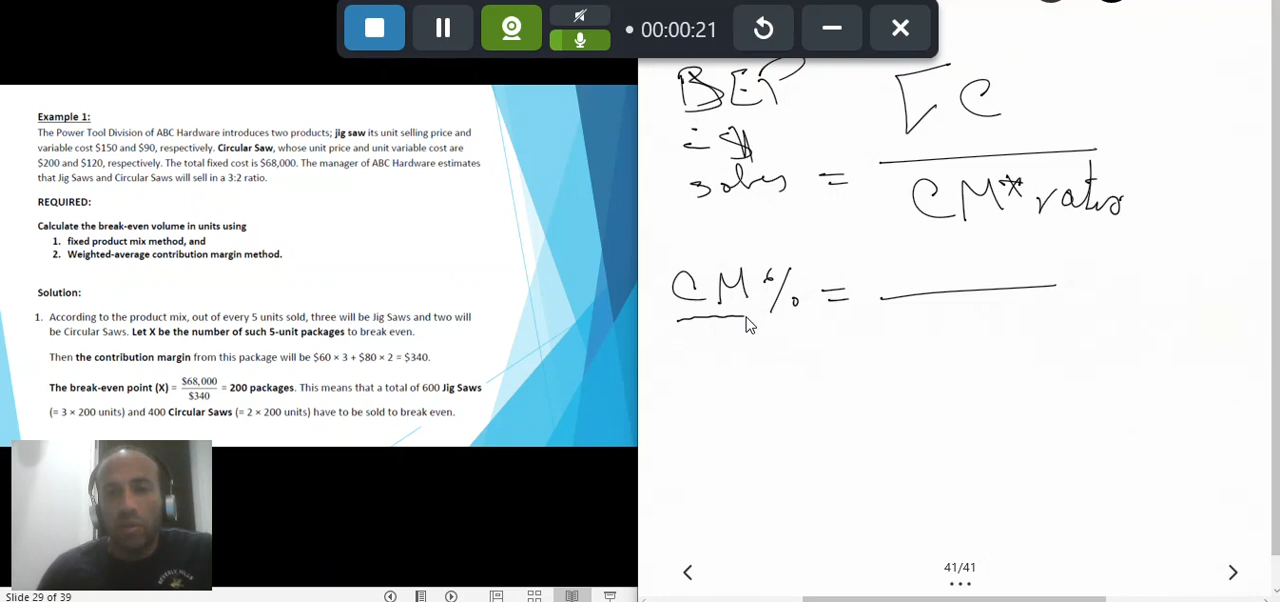 00:00:21
Example 1:
The Power Tool Division of ABC Hardware introduces two products; jig saw its unit selling price and
variable cost $150 and $90, respectively. Circular Saw, whose unit price and unit variable cost are
$200 and $120, respectively. The total fixed cost is $68,000. The manager of ABC Hardware estimates
that Jig Saws and Circular Saws will sell in a 3:2 ratio.
REQUIRED:
Calculate the break-even volume in units using
1. fixed product mix method, and
2. Weighted-average contribution margin method.
Solution:
1. According to the product mix, out of every 5 units sold, three will be Jig Saws and two will
be Circular Saws. Let X be the number of such 5-unit packages to break even.
Then the contribution margin from this package will be $60 × 3 + $80 × 2 = $340.
The break-even point (X) = $68,000 / $340 = 200 packages. This means that a total of 600 Jig Saws
(= 3 × 200 units) and 400 Circular Saws (= 2 × 200 units) have to be sold to break even.
BEVERLY HILLS
Slide 29 of 39
BEP
$
=
C
CM* ratio
CM% =
41/41